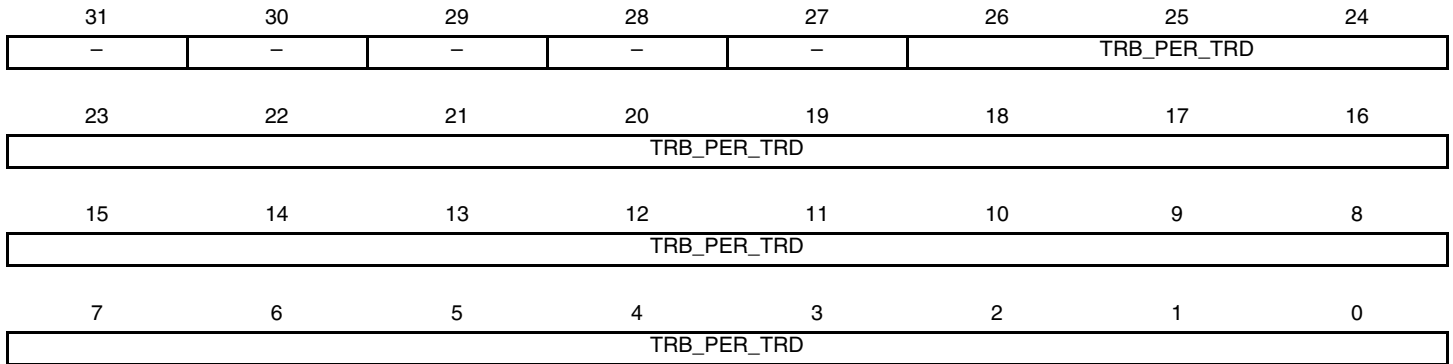 31 30 29 28 27 26 25 24
– – – – – TRB_PER_TRD
23 22 21 20 19 18 17 16
TRB_PER_TRD
15 14 13 12 11 10 9 8
TRB_PER_TRD
7 6 5 4 3 2 1 0
TRB_PER_TRD